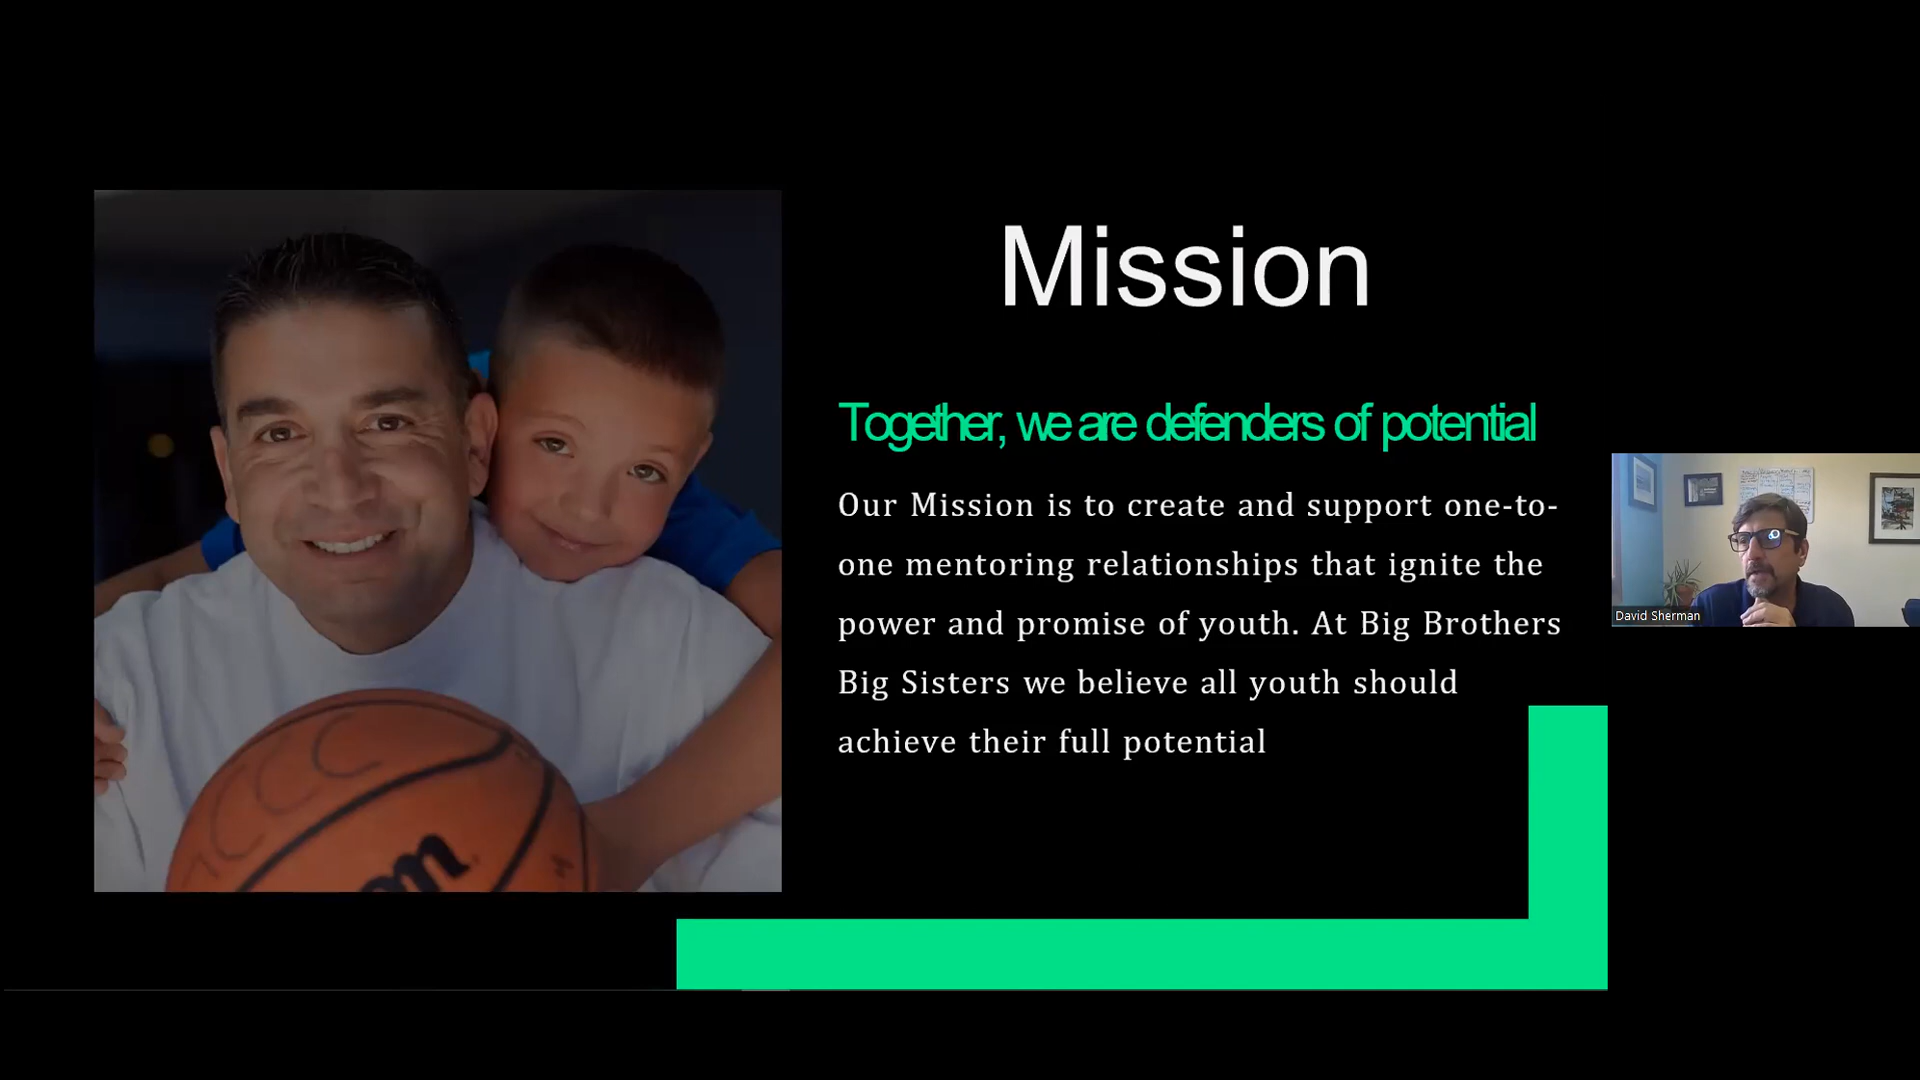 Mission
Together, we are defenders of potential
Our Mission is to create and support one-to-
one mentoring relationships that ignite the
power and promise of youth. At Big Brothers
Big Sisters we believe all youth should
achieve their full potential
David Sherman